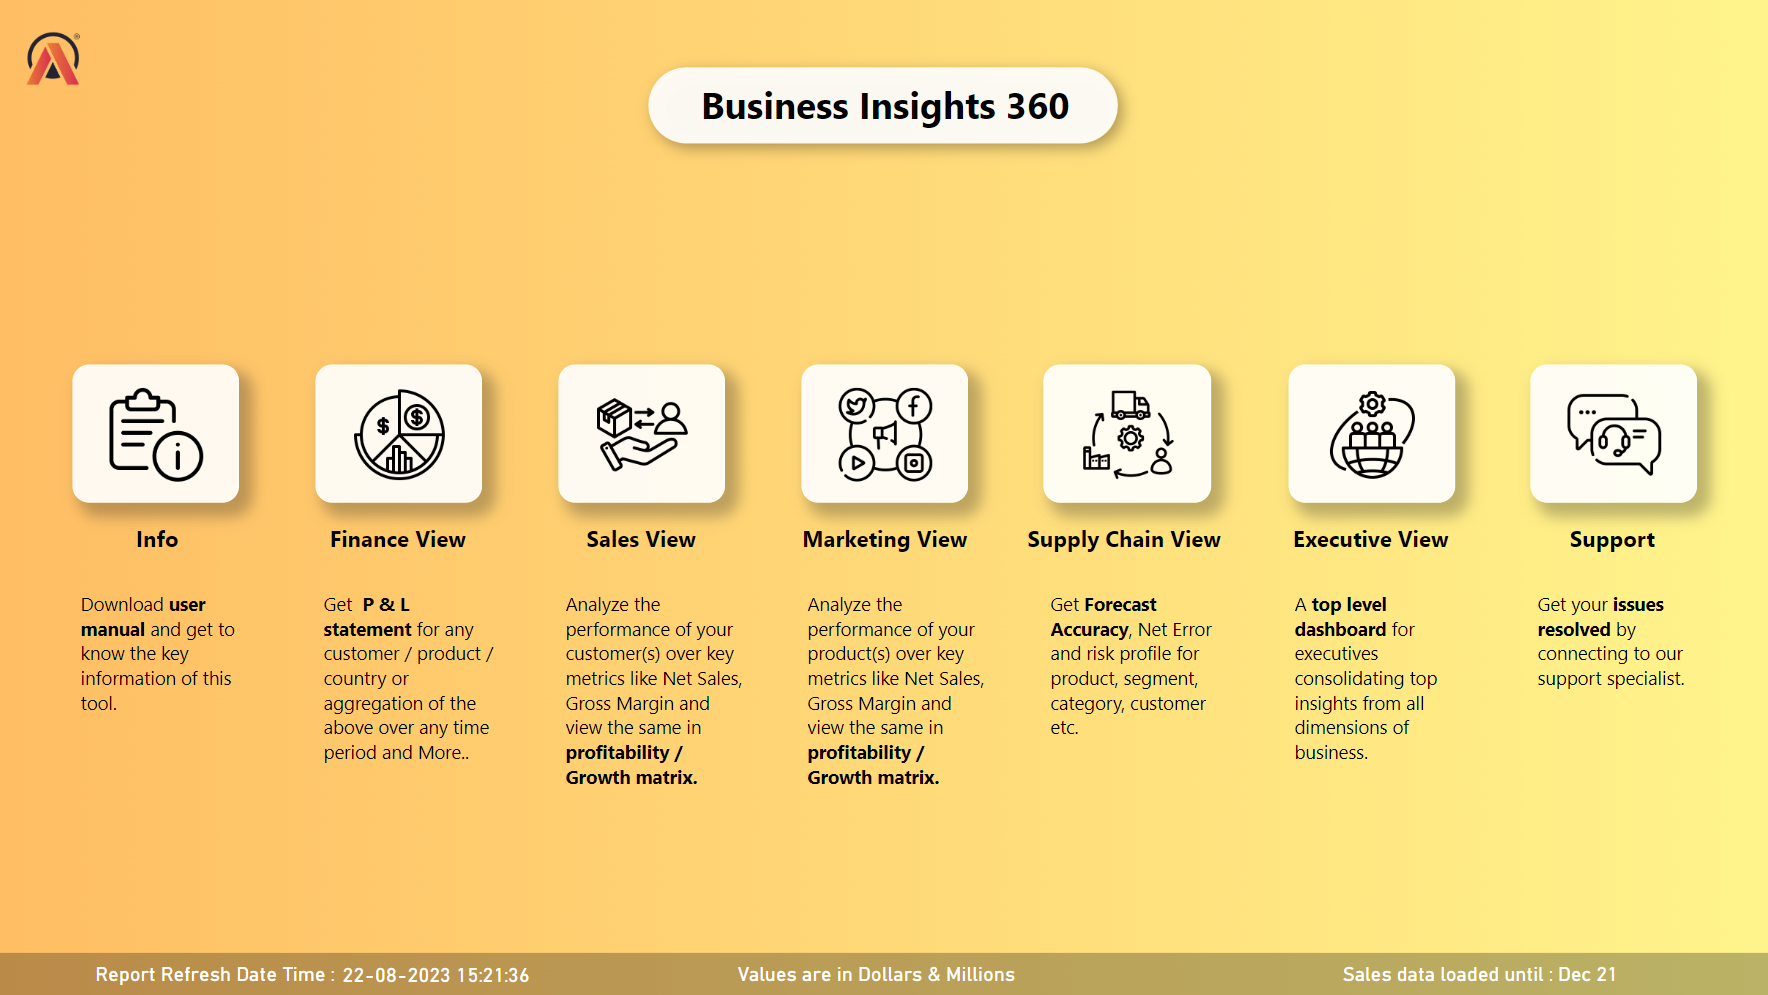 Business Insights 360
Info
Download user
manual and get to
know the key
information of this
tool.
Finance View
Get P & L
statement for any
customer / product /
country or
aggregation of the
above over any time
period and More..
Sales View
Analyze the
performance of your
customer(s) over key
metrics like Net Sales,
Gross Margin and
view the same in
profitability /
Growth matrix.
Marketing View
Analyze the
performance of your
product(s) over key
metrics like Net Sales,
Gross Margin and
view the same in
profitability /
Growth matrix.
Supply Chain View
Get Forecast
Accuracy, Net Error
and risk profile for
product, segment,
category, customer
etc.
Executive View
A top level
dashboard for
executives
consolidating top
insights from all
dimensions of
business.
Support
Get your issues
resolved by
connecting to our
support specialist.
Report Refresh Date Time : 22-08-2023 15:21:36
Values are in Dollars & Millions
Sales data loaded until : Dec 21